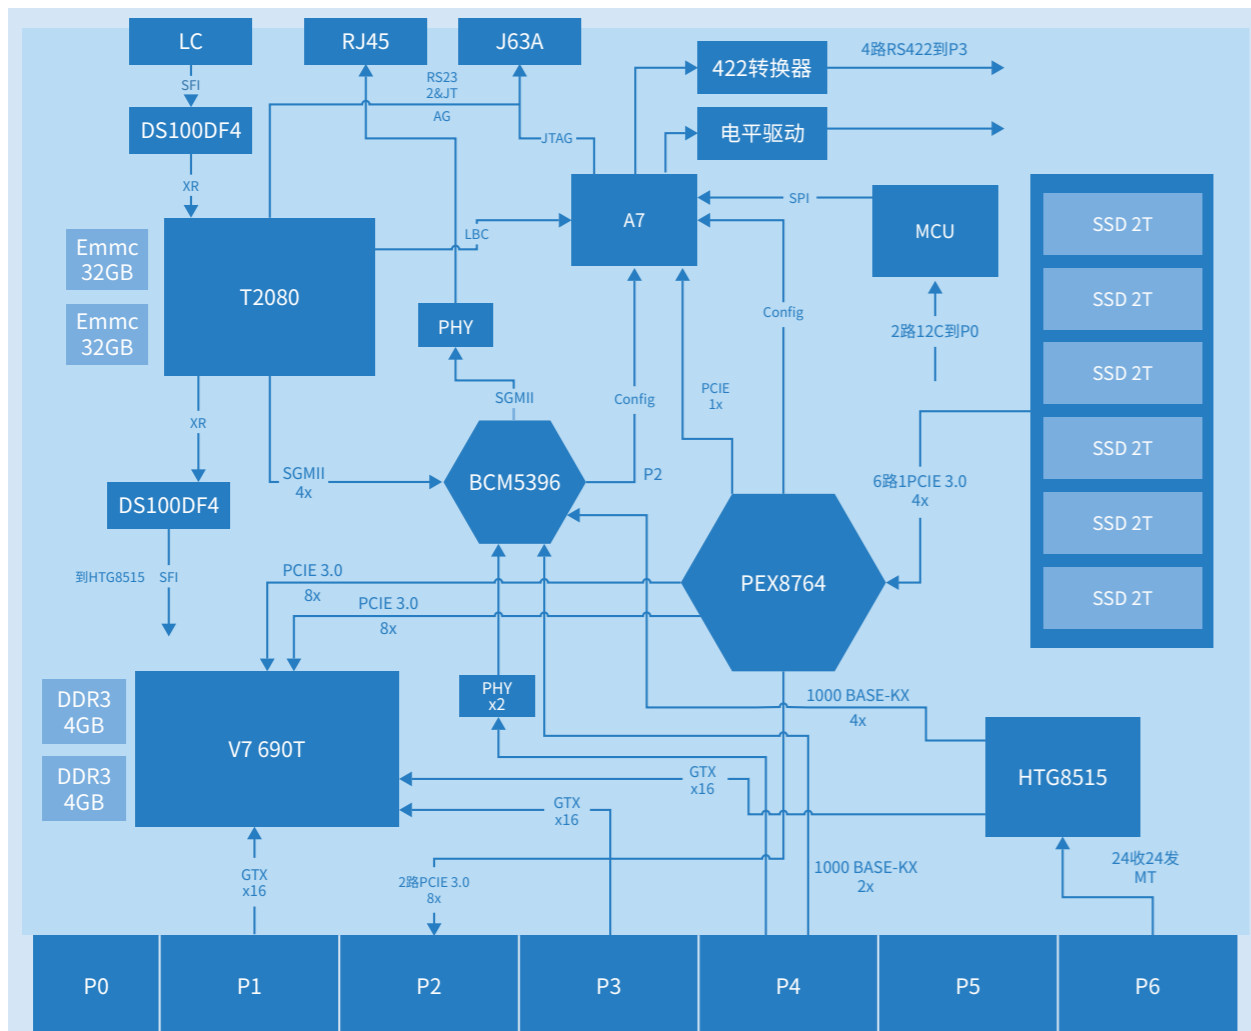 LC
RJ45
J63A
422转换器
4路RS422到P3
SFI
RS23
2&JT
AG
DS100DF4
电平驱动
JTAG
XR
SPI
A7
MCU
SSD 2T
LBC
Emmc
32GB
T2080
SSD 2T
Emmc
32GB
PHY
Config
2路12C到P0
SSD 2T
SGMII
Config
PCIE
1x
XR
SSD 2T
SGMII
4x
BCM5396
P2
6路1PCIE 3.0
4x
DS100DF4
SSD 2T
到HTG8515
SFI
PCIE 3.0
8x
PEX8764
SSD 2T
PCIE 3.0
8x
DDR3
4GB
PHY
x2
1000 BASE-KX
4x
V7 690T
DDR3
4GB
GTX
x16
HTG8515
GTX
x16
GTX
x16
2路PCIE 3.0
8x
1000 BASE-KX
2x
24收24发
MT
P0
P1
P2
P3
P4
P5
P6